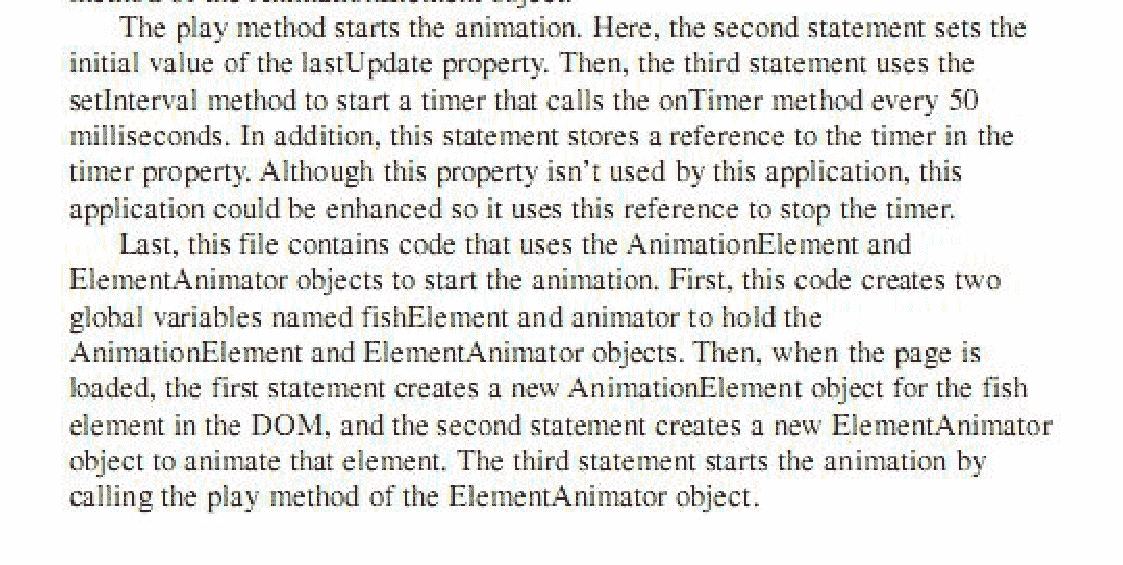 The play method starts the animation. Here, the second statement sets the
initial value of the lastUpdate property. Then, the third statement uses the
setInterval method to start a timer that calls the onTimer method every 50
milliseconds. In addition, this statement stores a reference to the timer in the
timer property. Although this property isn't used by this application, this
application could be enhanced so it uses this reference to stop the timer.
Last, this file contains code that uses the AnimationElement and
ElementAnimator objects to start the animation. First, this code creates two
global variables named fishElement and animator to hold the
AnimationElement and ElementAnimator objects. Then, when the page is
loaded, the first statement creates a new AnimationElement object for the fish
element in the DOM, and the second statement creates a new ElementAnimator
object to animate that element. The third statement starts the animation by
calling the play method of the ElementAnimator object.